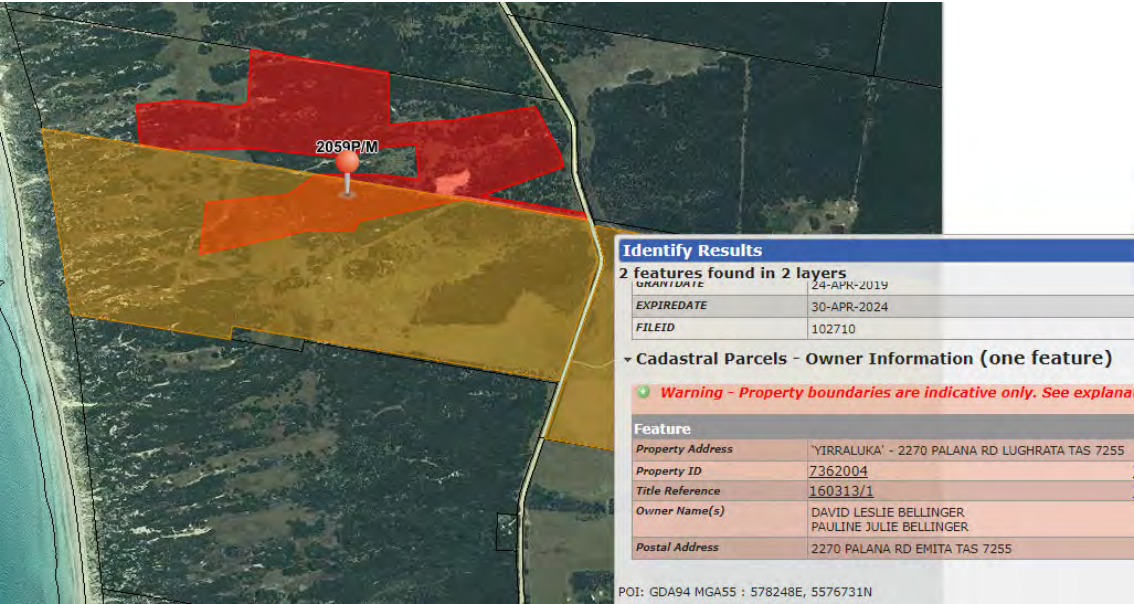 2059P/M
Identify Results
2 features found in 2 layers
GRANTDATE 24-APR-2019
EXPIREDATE 30-APR-2024
FILEID 102710
Cadastral Parcels - Owner Information (one feature)
Warning - Property boundaries are indicative only. See explana
Feature
Property Address 'YIRRALUKA' - 2270 PALANA RD LUGHRATA TAS 7255
Property ID 7362004
Title Reference 160313/1
Owner Name(s) DAVID LESLIE BELLINGER
PAULINE JULIE BELLINGER
Postal Address 2270 PALANA RD EMITA TAS 7255
POI: GDA94 MGA55 : 578248E, 5576731N